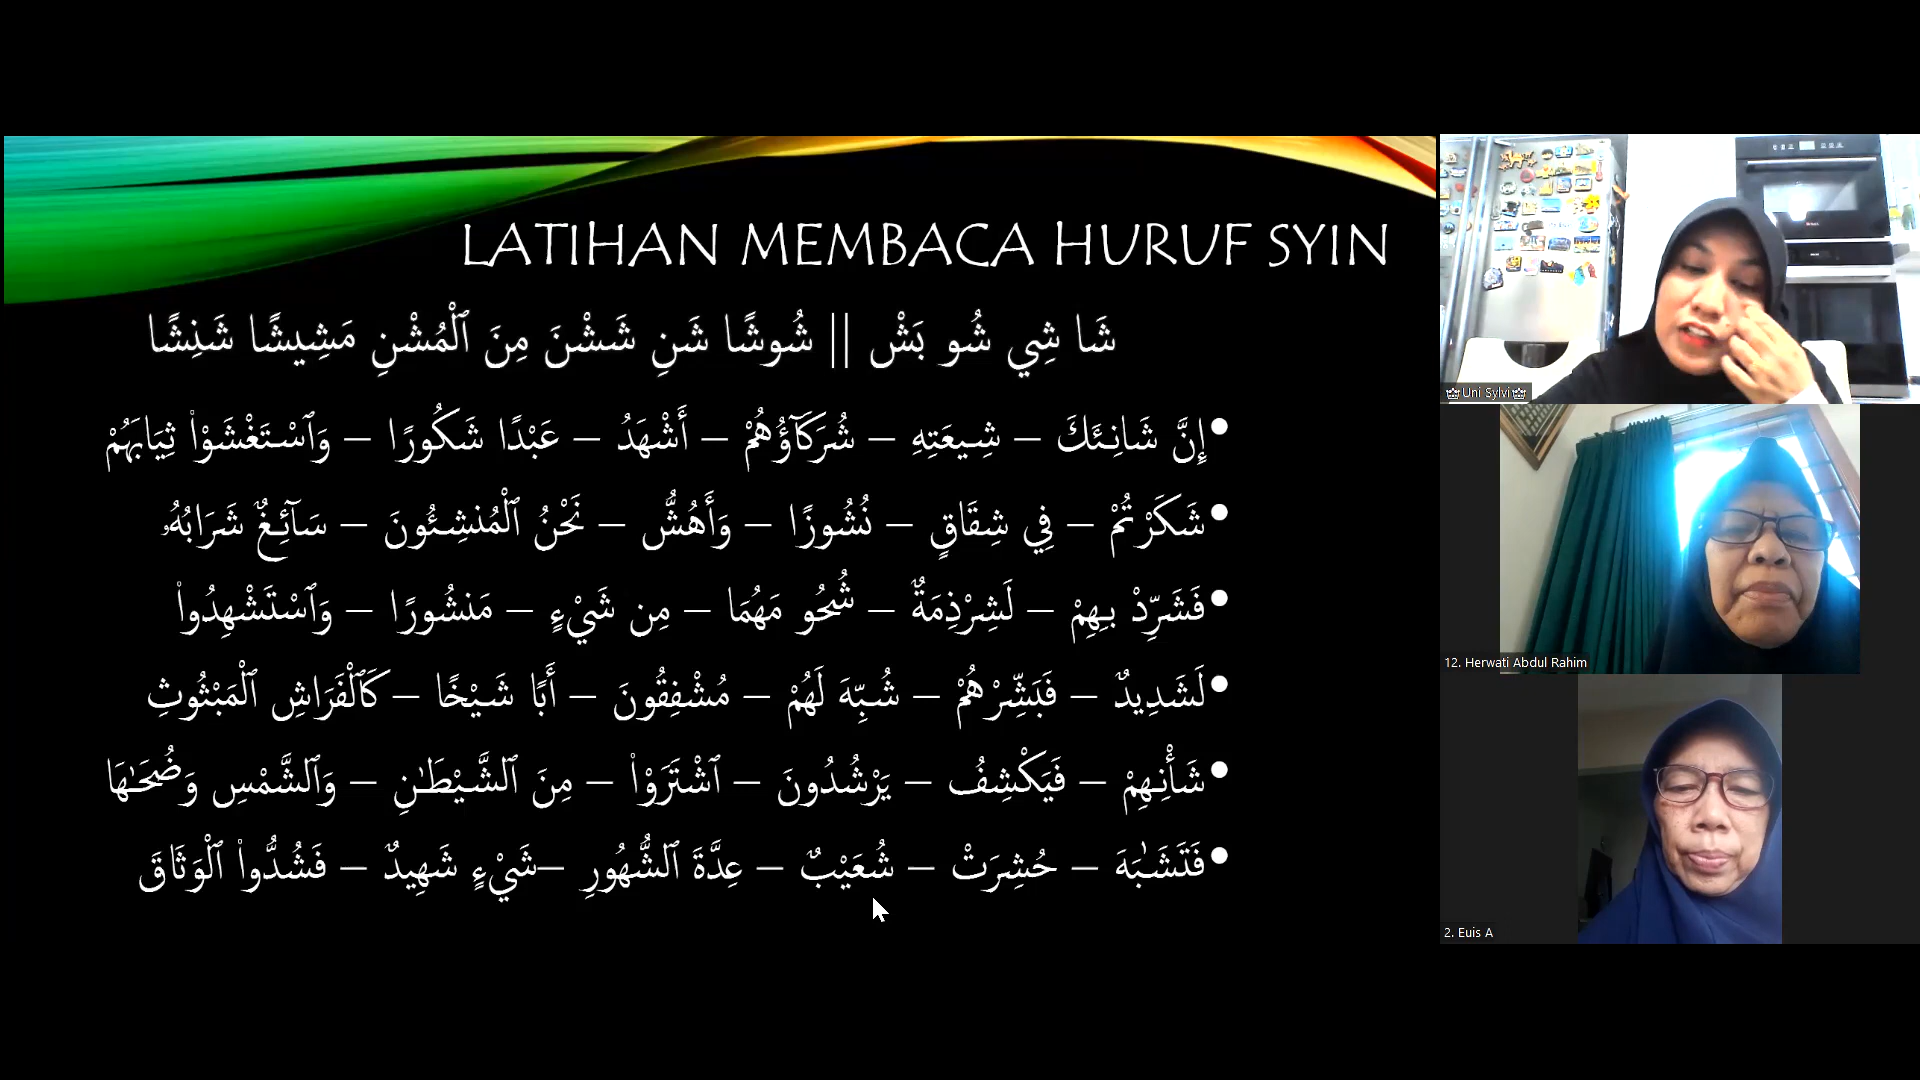 LATIHAN MEMBACA HURUF SYIN
شَا شِي شُو بَشْ || شُوشًا شَنِ شَشْنَ مِنَ ٱلْمُشْنِ مَشِيشًا شَنِشًا
•إِنَّ شَانِئَكَ – شِيعَتِهِ – شُرَكَآؤُهُمْ – أَشْهَدُ – عَبْدًا شَكُورًا – وَٱسْتَغْشَوْا۟ ثِيَابَهُمْ
•شَكَرْتُمْ – فِي شِقَاقٍ – نُشُوزًا – وَأَهُشُّ – نَحْنُ ٱلْمُنشِـُٔونَ – سَآئِغٌ شَرَابُهُۥ
•فَشَرِّدْ بِهِمْ – لَشِرْذِمَةٌ – شُحُو مَهُمَا – مِن شَيْءٍ – مَنشُورًا – وَٱسْتَشْهِدُوا۟
•لَشَدِيدٌ – فَبَشِّرْهُمْ – شُبِّهَ لَهُمْ – مُشْفِقُونَ – أَبًا شَيْخًا – كَٱلْفَرَاشِ ٱلْمَبْثُوثِ
•شَأْنِهِمْ – فَيَكْشِفُ – يَرْشُدُونَ – ٱشْتَرَوْا۟ – مِنَ ٱلشَّيْطَـٰنِ – وَٱلشَّمْسِ وَضُحَىٰهَا
•فَتَشَـٰبَهَ – حُشِرَتْ – شُعَيْبٌ – عِدَّةَ ٱلشُّهُورِ –شَيْءٍ شَهِيدٌ – فَشُدُّوا۟ ٱلْوَثَاقَ
Uni Sylvi
12. Herwati Abdul Rahim
2. Euis A